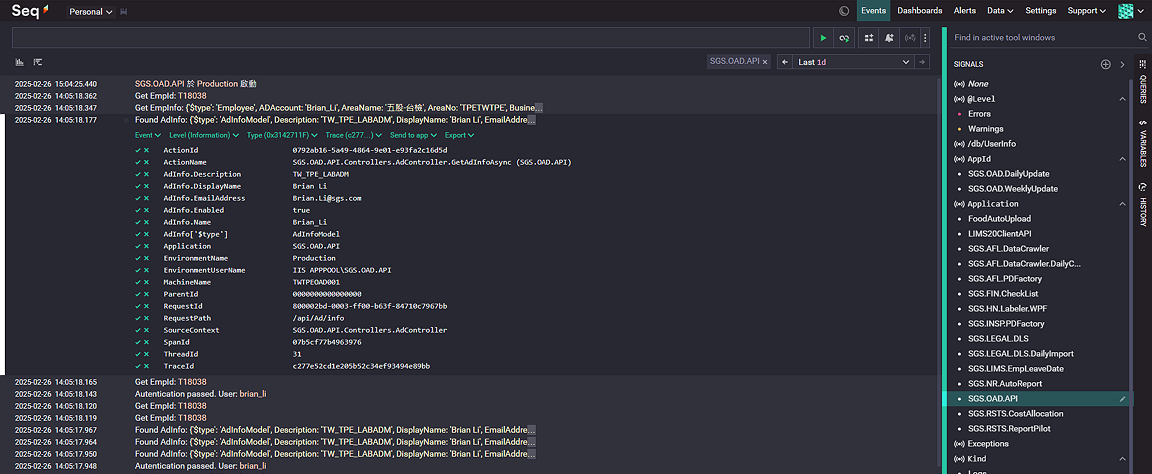 Seq
Personal
Events
Dashboards
Alerts
Data
Settings
Support
Find in active tool windows
SGS.OAD.API ×
Last 1d
2025-02-26 15:04:25.440 SGS.OAD.API 於 Production 啟動
2025-02-26 14:05:18.362 Get EmpId: T18038
2025-02-26 14:05:18.347 Get EmpInfo: {'$type': 'Employee', ADAccount: 'Brian_Li', AreaName: '五股-台檢', AreaNo: 'TPETWTPE', Busine...
2025-02-26 14:05:18.177 Found AdInfo: {'$type': 'AdInfoModel', Description: 'TW_TPE_LABADM', DisplayName: 'Brian Li', EmailAddre...
Event Level (Information) Type (0x3142711F) Trace (c277...) Send to app Export
ActionId 0792ab16-5a49-4864-9e01-e93fa2c16d5d
ActionName SGS.OAD.API.Controllers.AdController.GetAdInfoAsync (SGS.OAD.API)
AdInfo.Description TW_TPE_LABADM
AdInfo.DisplayName Brian Li
AdInfo.EmailAddress Brian.Li@sgs.com
AdInfo.Enabled true
AdInfo.Name Brian_Li
AdInfo['$type'] AdInfoModel
Application SGS.OAD.API
EnvironmentName Production
EnvironmentUserName IIS APPPOOL\SGS.OAD.API
MachineName TWTPEOAD001
ParentId 0000000000000000
RequestId 800002bd-0003-ff00-b63f-84710c7967bb
RequestPath /api/Ad/info
SourceContext SGS.OAD.API.Controllers.AdController
SpanId 07b5cf77b4963976
ThreadId 31
TraceId c277e52cd1e205b52c34ef93494e89bb
2025-02-26 14:05:18.165 Get EmpId: T18038
2025-02-26 14:05:18.143 Autentication passed. User: brian_li
2025-02-26 14:05:18.120 Get EmpId: T18038
2025-02-26 14:05:18.119 Get EmpId: T18038
2025-02-26 14:05:17.967 Found AdInfo: {'$type': 'AdInfoModel', Description: 'TW_TPE_LABADM', DisplayName: 'Brian Li', EmailAddre...
2025-02-26 14:05:17.964 Found AdInfo: {'$type': 'AdInfoModel', Description: 'TW_TPE_LABADM', DisplayName: 'Brian Li', EmailAddre...
2025-02-26 14:05:17.950 Found AdInfo: {'$type': 'AdInfoModel', Description: 'TW_TPE_LABADM', DisplayName: 'Brian Li', EmailAddre...
2025-02-26 14:05:17.948 Autentication passed. User: brian_li
SIGNALS
None
@Level
Errors
Warnings
/db/UserInfo
AppId
SGS.OAD.DailyUpdate
SGS.OAD.WeeklyUpdate
Application
FoodAutoUpload
LIMS20ClientAPI
SGS.AFL.DataCrawler
SGS.AFL.DataCrawler.DailyC...
SGS.AFL.PDFactory
SGS.FIN.CheckList
SGS.HN.Labeler.WPF
SGS.INSP.PDFactory
SGS.LEGAL.DLS
SGS.LEGAL.DLS.DailyImport
SGS.LIMS.EmpLeaveDate
SGS.NR.AutoReport
SGS.OAD.API
SGS.RSTS.CostAllocation
SGS.RSTS.ReportPilot
Exceptions
Kind
Logs
QUERIES
VARIABLES
HISTORY